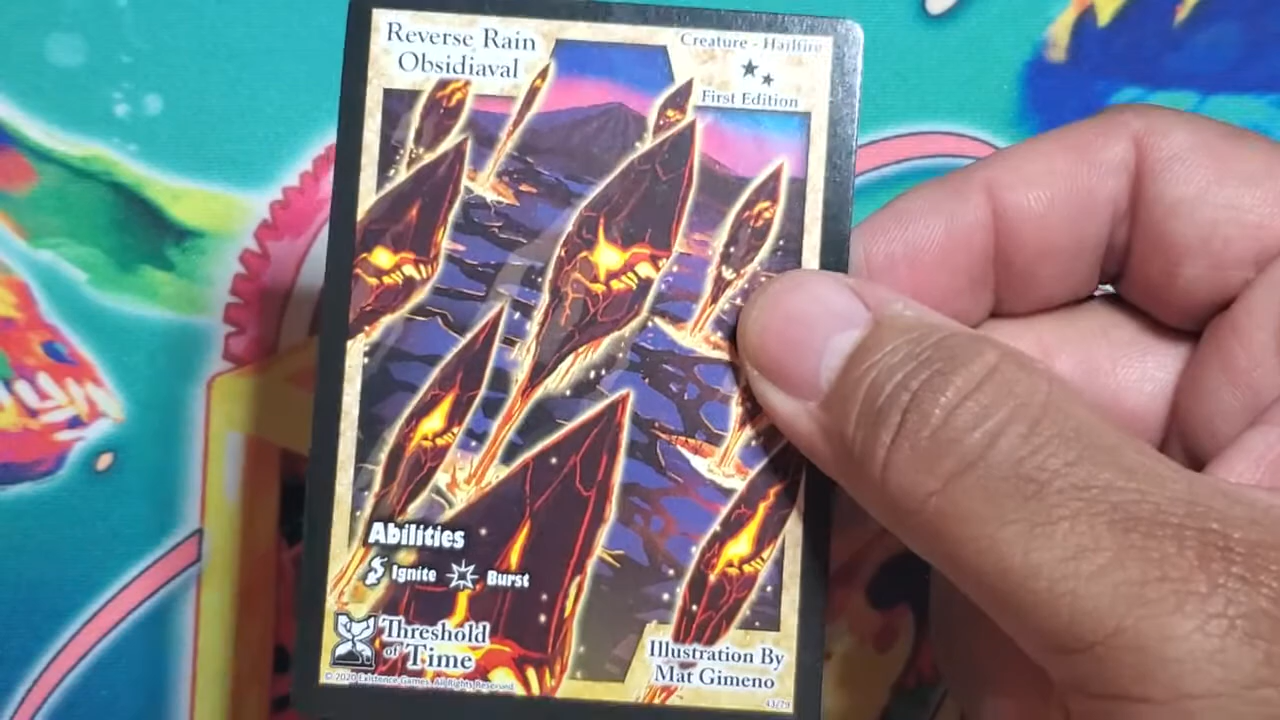 Reverse Rain
Obsidiaval
Creature - Hailfire
First Edition
Abilities
Ignite Burst
Threshold
of Time
© 2020 Existence Games. All Rights Reserved.
Illustration By
Mat Gimeno
43/79